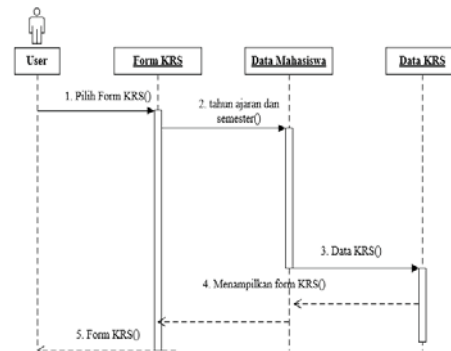 User
Form KRS
Data Mahasiswa
Data KRS
1. Pilih Form KRS()
2. tahun ajaran dan
semester()
3. Data KRS()
4. Menampilkan form KRS()
5. Form KRS()